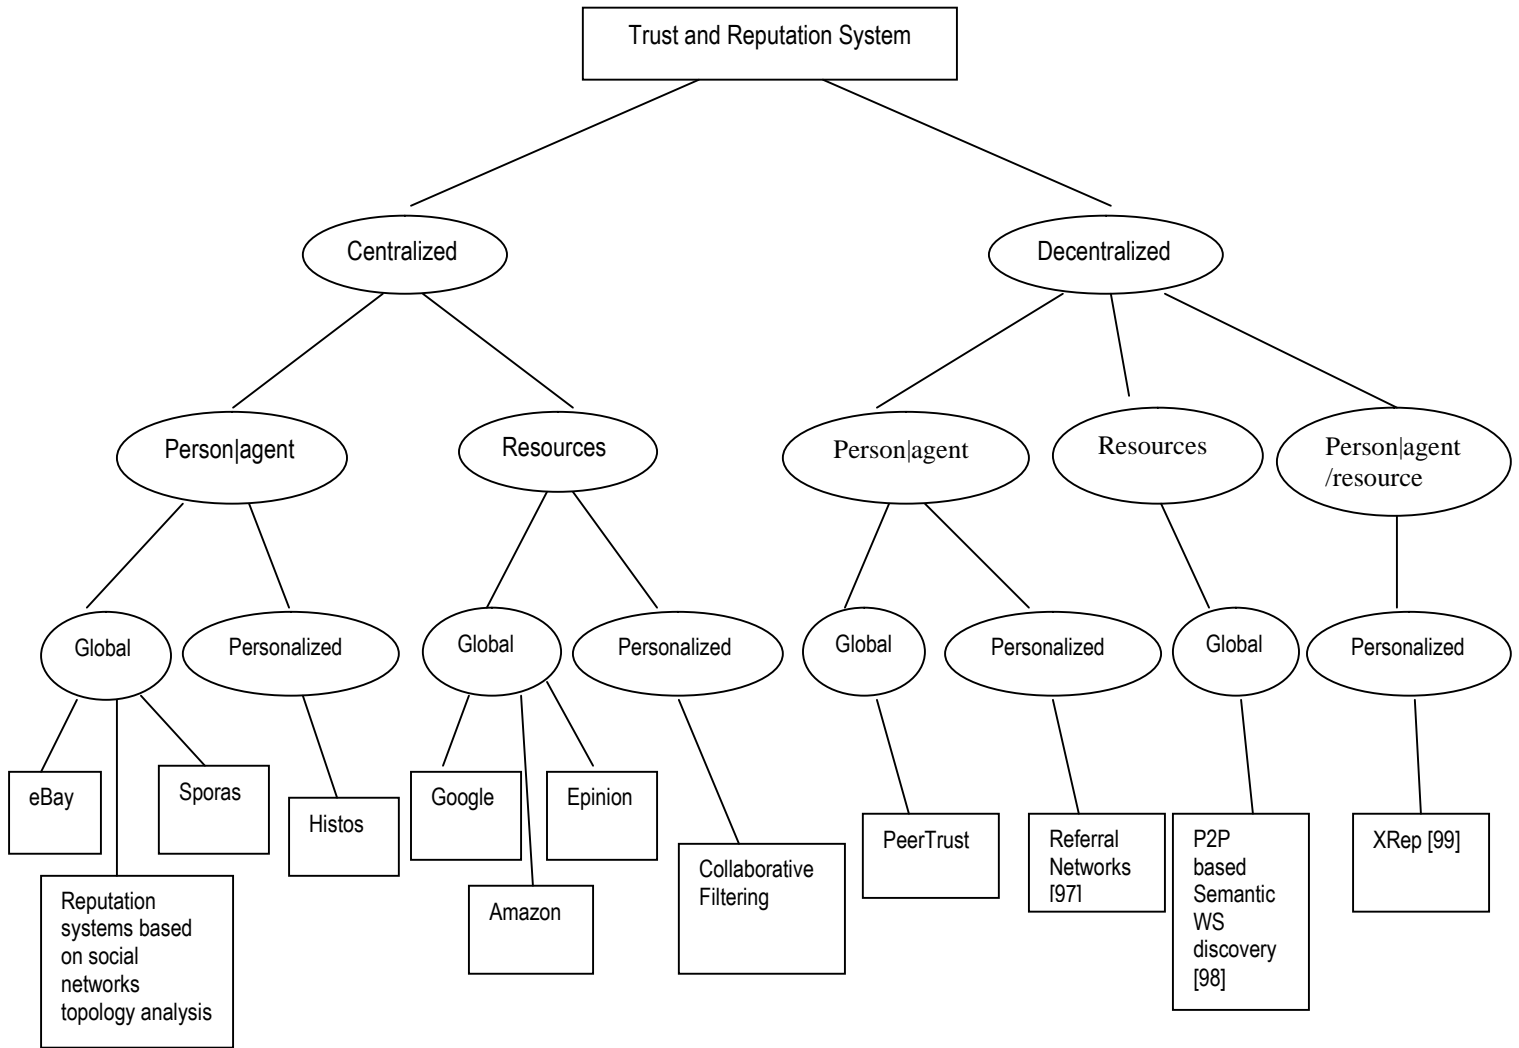 Trust and Reputation System
Centralized
Decentralized
Person|agent
Resources
Person|agent
Resources
Person|agent
/resource
Global
Personalized
Global
Personalized
Global
Personalized
Global
Personalized
eBay
Sporas
Histos
Google
Epinion
Reputation
systems based
on social
networks
topology analysis
Amazon
Collaborative
Filtering
PeerTrust
Referral
Networks
[97]
P2P
based
Semantic
WS
discovery
[98]
XRep [99]